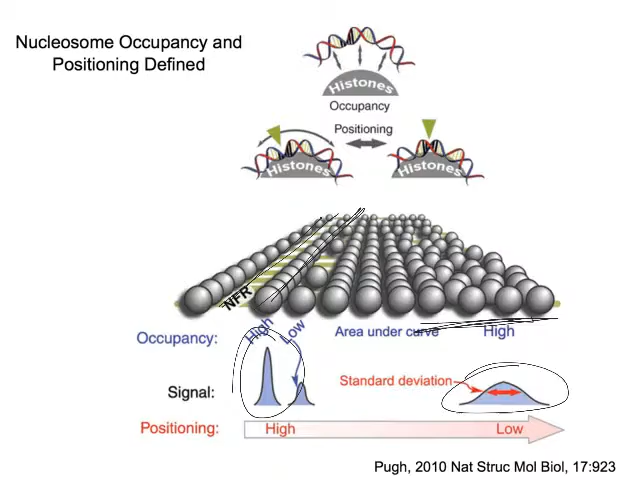 Nucleosome Occupancy and
Positioning Defined
Histones
Occupancy
Positioning
Histones
Histones
NFR
Occupancy:
High
Low
Area under curve
High
Signal:
Standard deviation
Positioning:
High
Low
Pugh, 2010 Nat Struc Mol Biol, 17:923